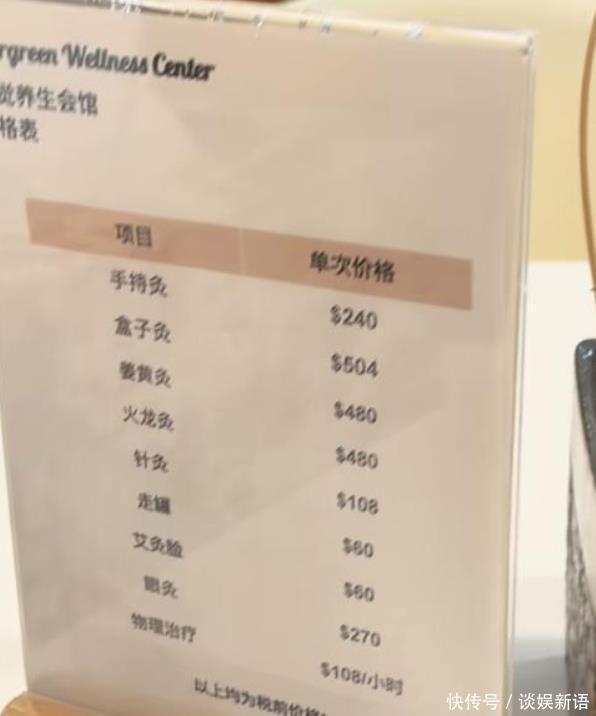 rgreen Wellness Center
养生会馆
格表
项目 单次价格
手持灸 $240
盒子灸 $504
姜黄灸 $480
火龙灸 $480
针灸 $108
走罐 $60
艾灸脸 $60
眼灸 $270
物理治疗 $108/小时
以上均为税前价格
快传号 / 谈娱新语